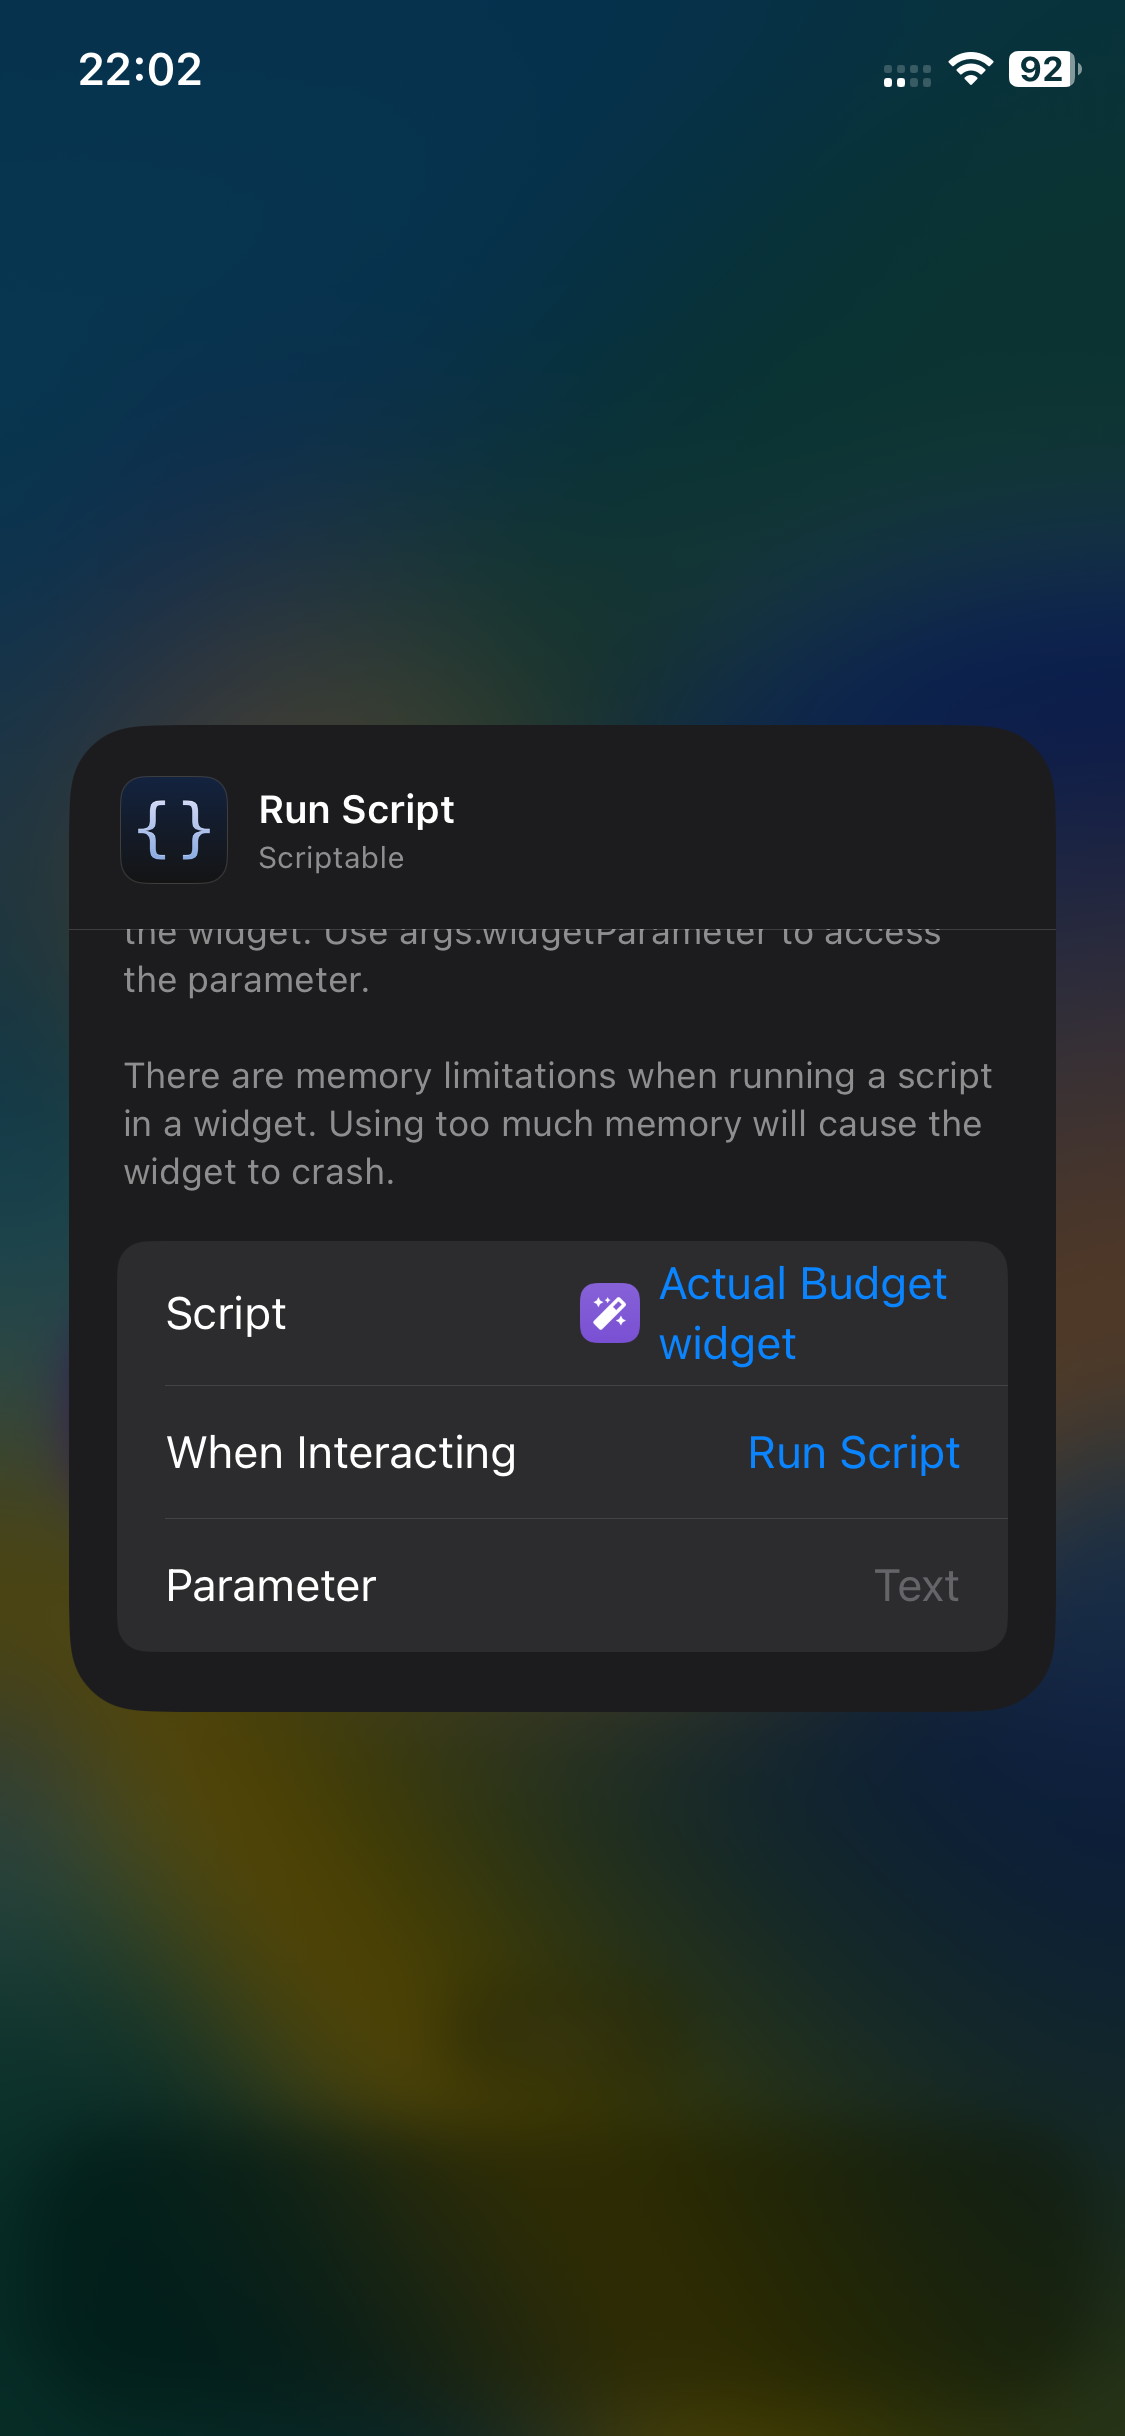 22:02
92
{}
Run Script
Scriptable
the widget. Use args.widgetParameter to access
the parameter.
There are memory limitations when running a script
in a widget. Using too much memory will cause the
widget to crash.
Script
Actual Budget
widget
When Interacting
Run Script
Parameter
Text